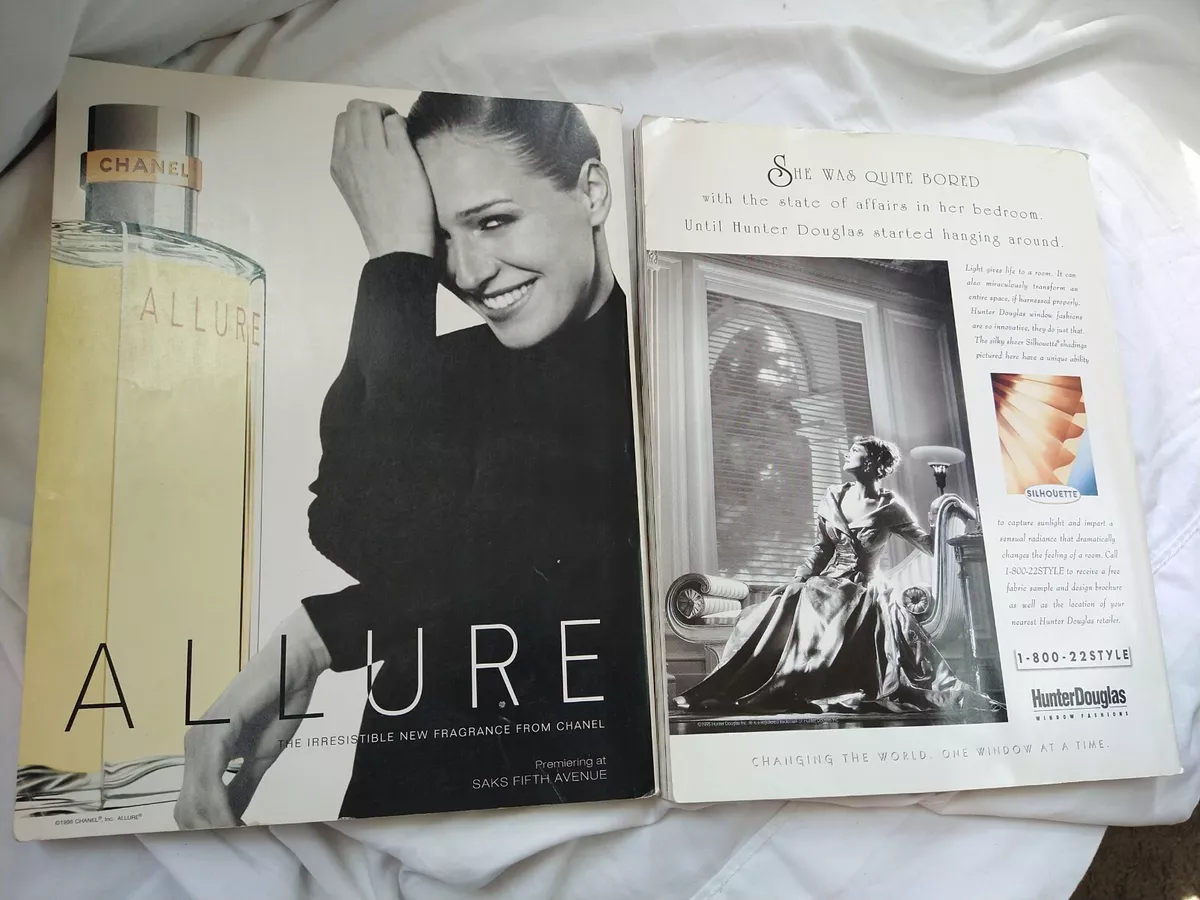 CHANEL
ALLURE
ALLURE
THE IRRESISTIBLE NEW FRAGRANCE FROM CHANEL
Premiering at
SAKS FIFTH AVENUE
©1996 CHANEL®, Inc. ALLURE®
SHE WAS QUITE BORED
with the state of affairs in her bedroom.
Until Hunter Douglas started hanging around.
Light gives life to a room. It can
also miraculously transform an
entire space, if harnessed properly.
Hunter Douglas window fashions
are so innovative, they do just that.
The silky sheer Silhouette® shadings
pictured here have a unique ability
SILHOUETTE
to capture sunlight and impart a
sensual radiance that dramatically
changes the feeling of a room. Call
1-800-22STYLE to receive a free
fabric sample and design brochure
as well as the location of your
nearest Hunter Douglas retailer.
1-800-22STYLE
HunterDouglas
WINDOW FASHIONS
CHANGING THE WORLD. ONE WINDOW AT A TIME.